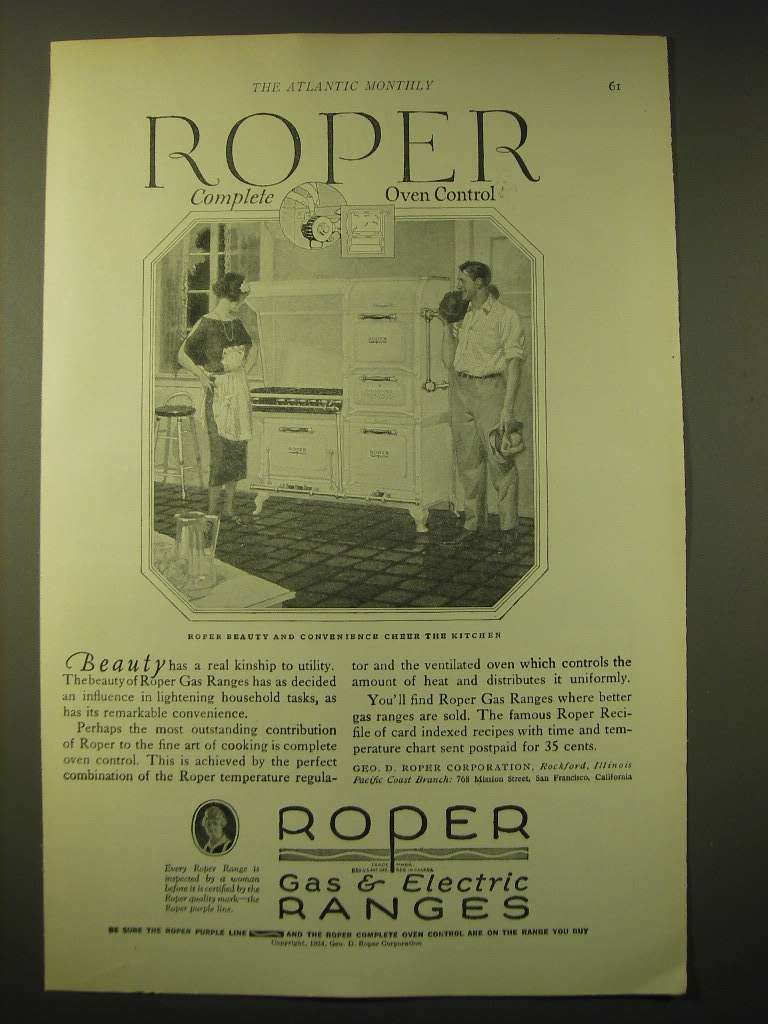 THE ATLANTIC MONTHLY 61
ROPER
Complete Oven Control
ROPER
ROPER
ROPER
ROPER BEAUTY AND CONVENIENCE CHEER THE KITCHEN
Beauty has a real kinship to utility.
The beauty of Roper Gas Ranges has as decided
an influence in lightening household tasks, as
has its remarkable convenience.
Perhaps the most outstanding contribution
of Roper to the fine art of cooking is complete
oven control. This is achieved by the perfect
combination of the Roper temperature regula-
tor and the ventilated oven which controls the
amount of heat and distributes it uniformly.
You'll find Roper Gas Ranges where better
gas ranges are sold. The famous Roper Reci-
file of card indexed recipes with time and tem-
perature chart sent postpaid for 35 cents.
GEO. D. ROPER CORPORATION, Rockford, Illinois
Pacific Coast Branch: 768 Mission Street, San Francisco, California
Every Roper Range is
inspected by a woman
before it is certified by the
Roper quality mark—the
Roper purple line.
ROPER
TRADE MARK
Gas & Electric
RANGES
BE SURE THE ROPER PURPLE LINE AND THE ROPER COMPLETE OVEN CONTROL ARE ON THE RANGE YOU BUY
Copyright, 1924, Geo. D. Roper Corporation